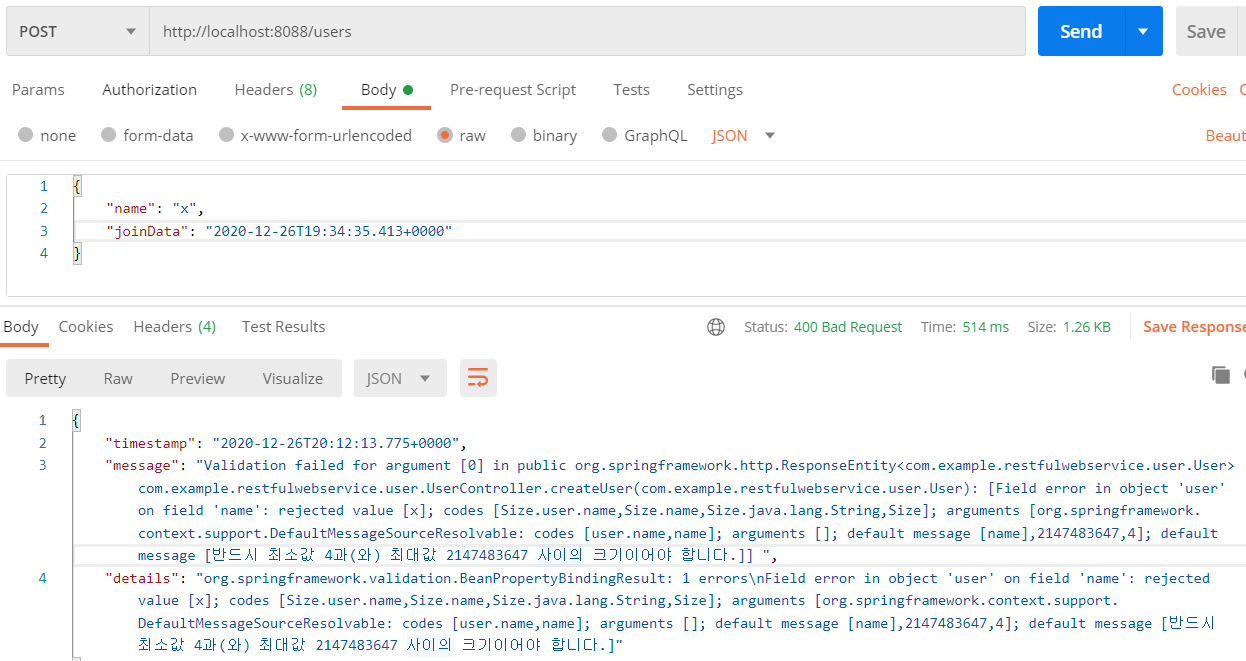 POST http://localhost:8088/users Send Save
Params Authorization Headers (8) Body Pre-request Script Tests Settings Cookies
none form-data x-www-form-urlencoded raw binary GraphQL JSON Beaut
1 {
2 "name": "x",
3 "joinData": "2020-12-26T19:34:35.413+0000"
4 }
Body Cookies Headers (4) Test Results Status: 400 Bad Request Time: 514 ms Size: 1.26 KB Save Response
Pretty Raw Preview Visualize JSON
1 {
2 "timestamp": "2020-12-26T20:12:13.775+0000",
3 "message": "Validation failed for argument [0] in public org.springframework.http.ResponseEntity<com.example.restfulwebservice.user.User>
com.example.restfulwebservice.user.UserController.createUser(com.example.restfulwebservice.user.User): [Field error in object 'user'
on field 'name': rejected value [x]; codes [Size.user.name,Size.name,Size.java.lang.String,Size]; arguments [org.springframework.
context.support.DefaultMessageSourceResolvable: codes [user.name,name]; arguments []; default message [name],2147483647,4]; default
message [반드시 최소값 4과(와) 최대값 2147483647 사이의 크기이어야 합니다.]] ",
4 "details": "org.springframework.validation.BeanPropertyBindingResult: 1 errors\nField error in object 'user' on field 'name': rejected
value [x]; codes [Size.user.name,Size.name,Size.java.lang.String,Size]; arguments [org.springframework.context.support.
DefaultMessageSourceResolvable: codes [user.name,name]; arguments []; default message [name],2147483647,4]; default message [반드시
최소값 4과(와) 최대값 2147483647 사이의 크기이어야 합니다.]"